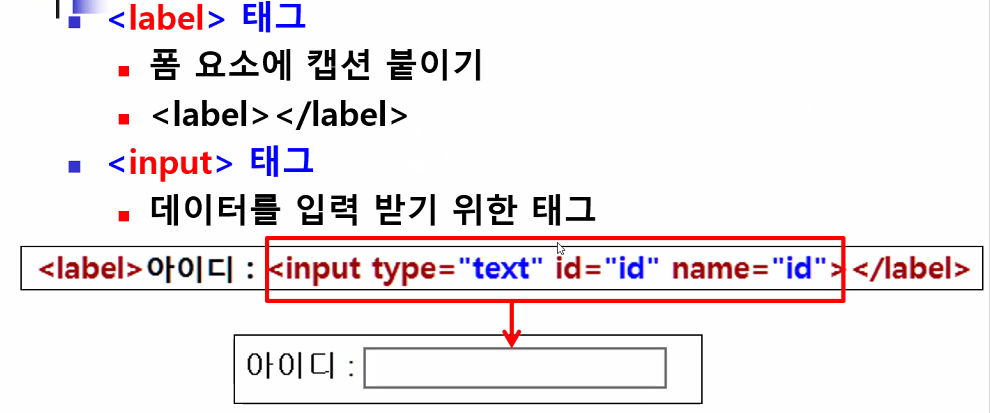 <label> 태그
폼 요소에 캡션 붙이기
<label></label>
<input> 태그
데이터를 입력 받기 위한 태그
<label>아이디 : <input type="text" id="id" name="id"> </label>
아이디 :